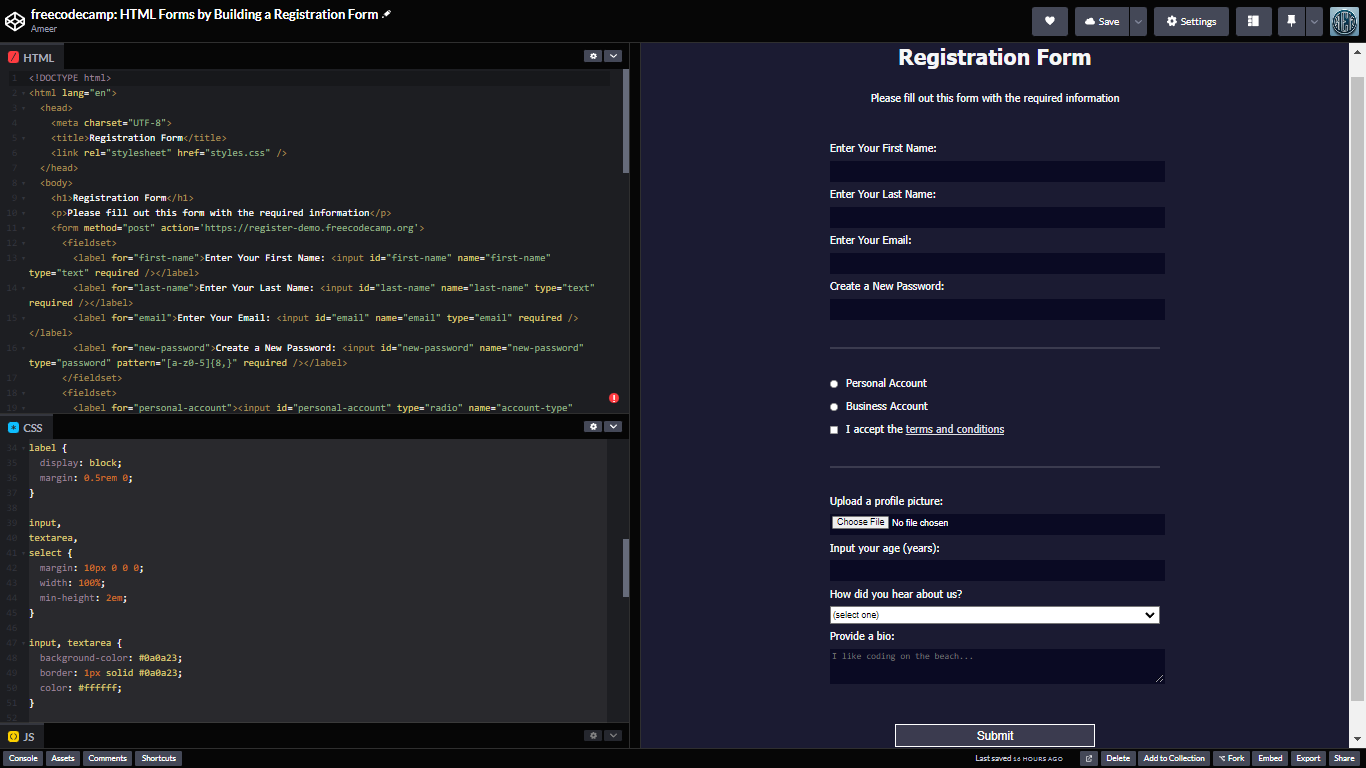 freecodecamp: HTML Forms by Building a Registration Form
Ameer
Save
Settings
HTML
1 <!DOCTYPE html>
2 <html lang="en">
3 <head>
4 <meta charset="UTF-8">
5 <title>Registration Form</title>
6 <link rel="stylesheet" href="styles.css" />
7 </head>
8 <body>
9 <h1>Registration Form</h1>
10 <p>Please fill out this form with the required information</p>
11 <form method="post" action='https://register-demo.freecodecamp.org'>
12 <fieldset>
13 <label for="first-name">Enter Your First Name: <input id="first-name" name="first-name"
type="text" required /></label>
14 <label for="last-name">Enter Your Last Name: <input id="last-name" name="last-name" type="text"
required /></label>
15 <label for="email">Enter Your Email: <input id="email" name="email" type="email" required />
</label>
16 <label for="new-password">Create a New Password: <input id="new-password" name="new-password"
type="password" pattern="[a-z0-5]{8,}" required /></label>
17 </fieldset>
18 <fieldset>
19 <label for="personal-account"><input id="personal-account" type="radio" name="account-type"
CSS
34 label {
35 display: block;
36 margin: 0.5rem 0;
37 }
38
39 input,
40 textarea,
41 select {
42 margin: 10px 0 0 0;
43 width: 100%;
44 min-height: 2em;
45 }
46
47 input, textarea {
48 background-color: #0a0a23;
49 border: 1px solid #0a0a23;
50 color: #ffffff;
51 }
52
JS
Registration Form
Please fill out this form with the required information
Enter Your First Name:
Enter Your Last Name:
Enter Your Email:
Create a New Password:
Personal Account
Business Account
I accept the terms and conditions
Upload a profile picture:
Choose File No file chosen
Input your age (years):
How did you hear about us?
(select one)
Provide a bio:
I like coding on the beach...
Submit
Console Assets Comments Shortcuts
Last saved 16 HOURS AGO
Delete Add to Collection Fork Embed Export Share